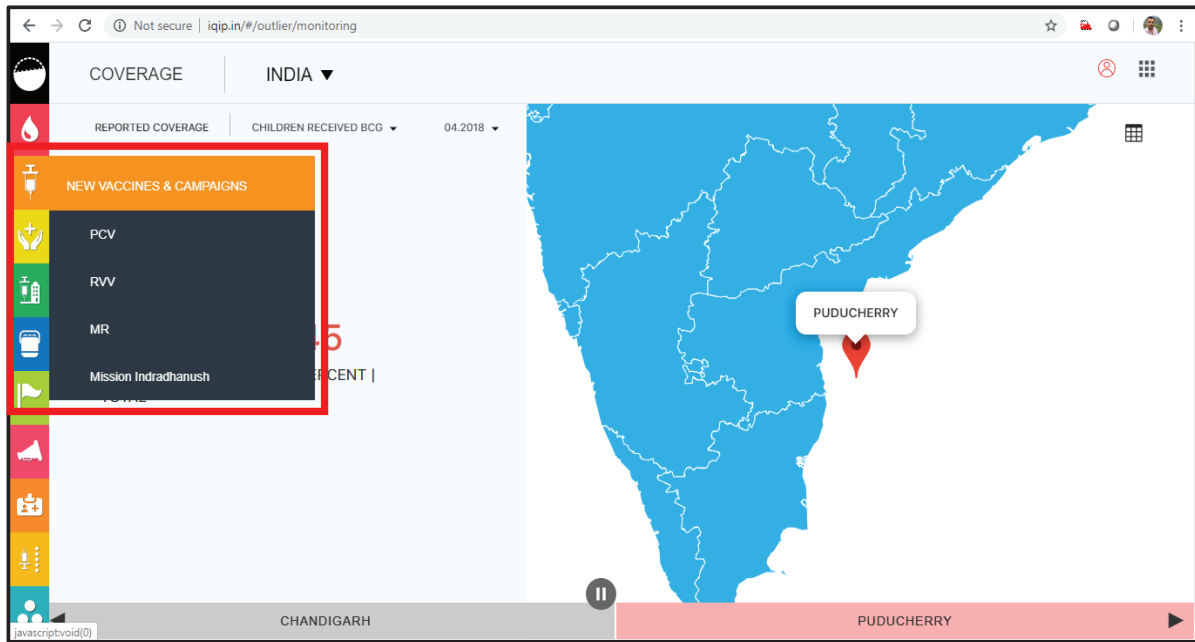 Not secure | iqip.in/#/outlier/monitoring
COVERAGE
INDIA ▼
REPORTED COVERAGE
CHILDREN RECEIVED BCG
04.2018
NEW VACCINES & CAMPAIGNS
PCV
RVV
MR
Mission Indradhanush
PUDUCHERRY
CHANDIGARH
PUDUCHERRY
javascript:void(0)